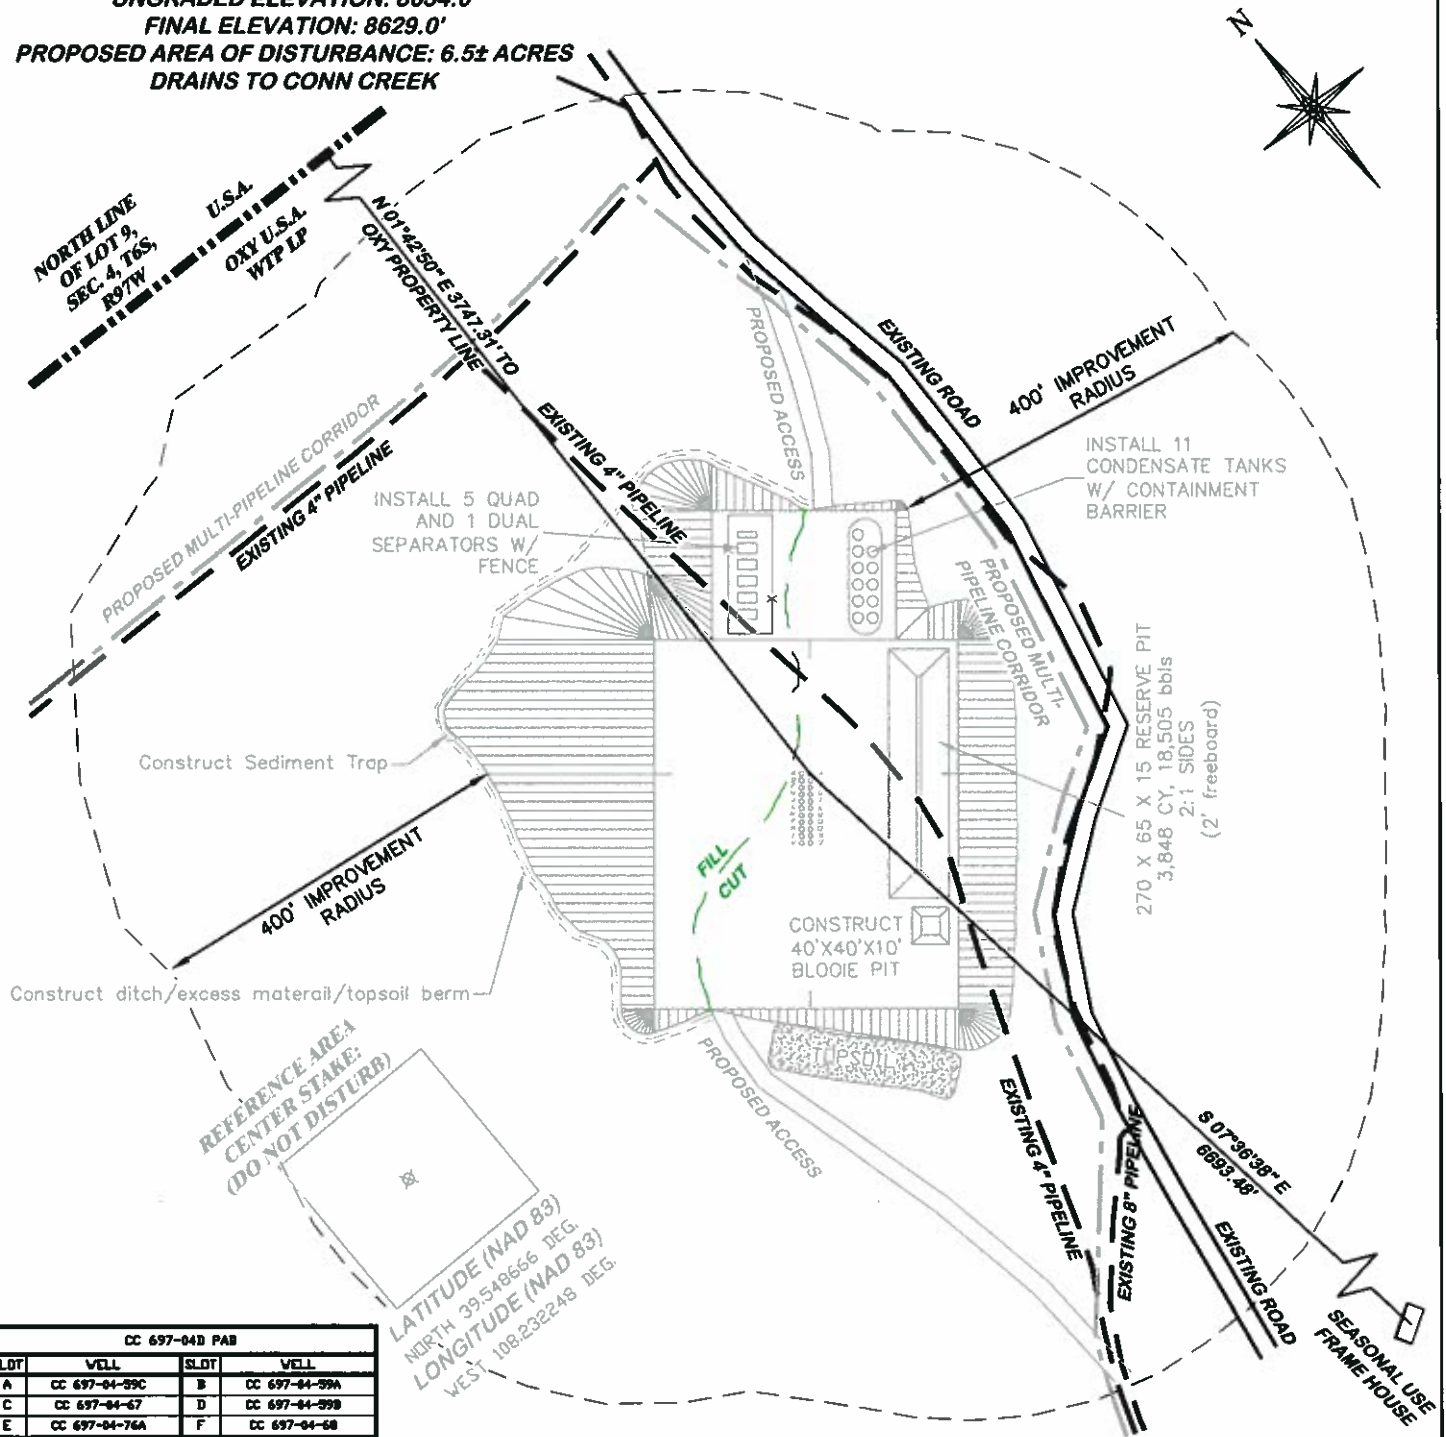 FINAL ELEVATION: 8629.0'
PROPOSED AREA OF DISTURBANCE: 6.5± ACRES
DRAINS TO CONN CREEK
N
NORTH LINE
OF LOT 9,
SEC. 4, T6S,
R97W
U.S.A.
OXY U.S.A.
WTP LP
N 01°42'50" E 3747.31' TO
OXY PROPERTY LINE
PROPOSED ACCESS
EXISTING ROAD
400' IMPROVEMENT
RADIUS
PROPOSED MULTI-PIPELINE CORRIDOR
EXISTING 4" PIPELINE
EXISTING 4" PIPELINE
INSTALL 5 QUAD
AND 1 DUAL
SEPARATORS W/
FENCE
INSTALL 11
CONDENSATE TANKS
W/ CONTAINMENT
BARRIER
PROPOSED MULTI-
PIPELINE CORRIDOR
270 X 65 X 15 RESERVE PIT
3,848 CY, 18,505 bbls
2:1 SIDES
(2' freeboard)
Construct Sediment Trap
400' IMPROVEMENT
RADIUS
FILL
CUT
CONSTRUCT
40'X40'X10'
BLOOIE PIT
Construct ditch/excess materail/topsoil berm
TOPSOIL
PROPOSED ACCESS
REFERENCE AREA
CENTER STAKE:
(DO NOT DISTURB)
LATITUDE (NAD 83)
NORTH 39.548666 DEG.
LONGITUDE (NAD 83)
WEST 108.232248 DEG.
EXISTING 4" PIPELINE
EXISTING 8" PIPELINE
S 07°36'38" E
6693.48'
EXISTING ROAD
SEASONAL USE
FRAME HOUSE
CC 697-04D PAD
LOT WELL SLOT WELL
A CC 697-04-59C B CC 697-04-59A
C CC 697-04-67 D CC 697-04-59B
E CC 697-04-76A F CC 697-04-68